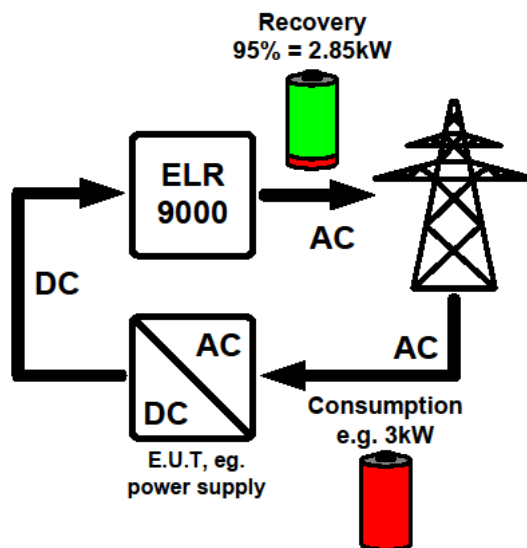 Recovery
95% = 2.85kW
ELR
9000
AC
DC
AC
AC
DC
Consumption
e.g. 3kW
E.U.T, eg.
power supply